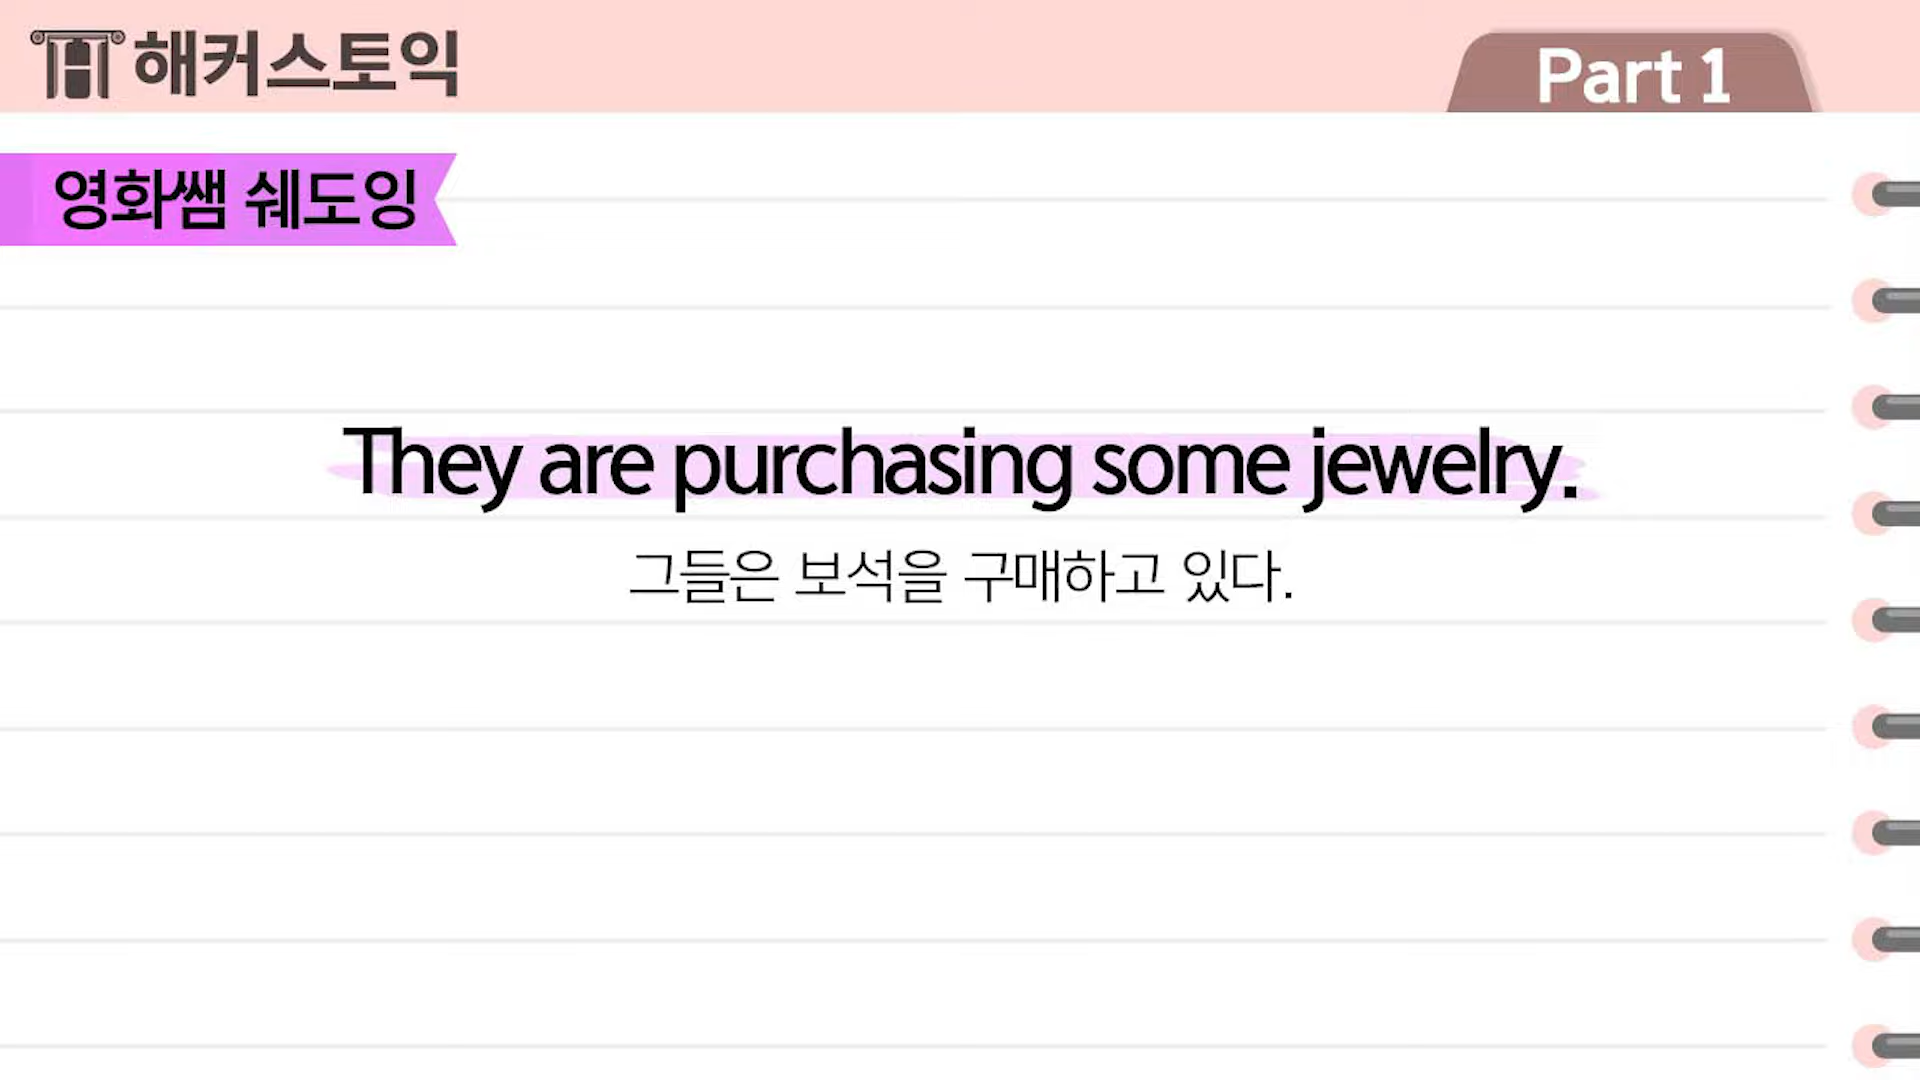 해커스토익
Part 1
영화쌤 쉐도잉
They are purchasing some jewelry.
그들은 보석을 구매하고 있다.